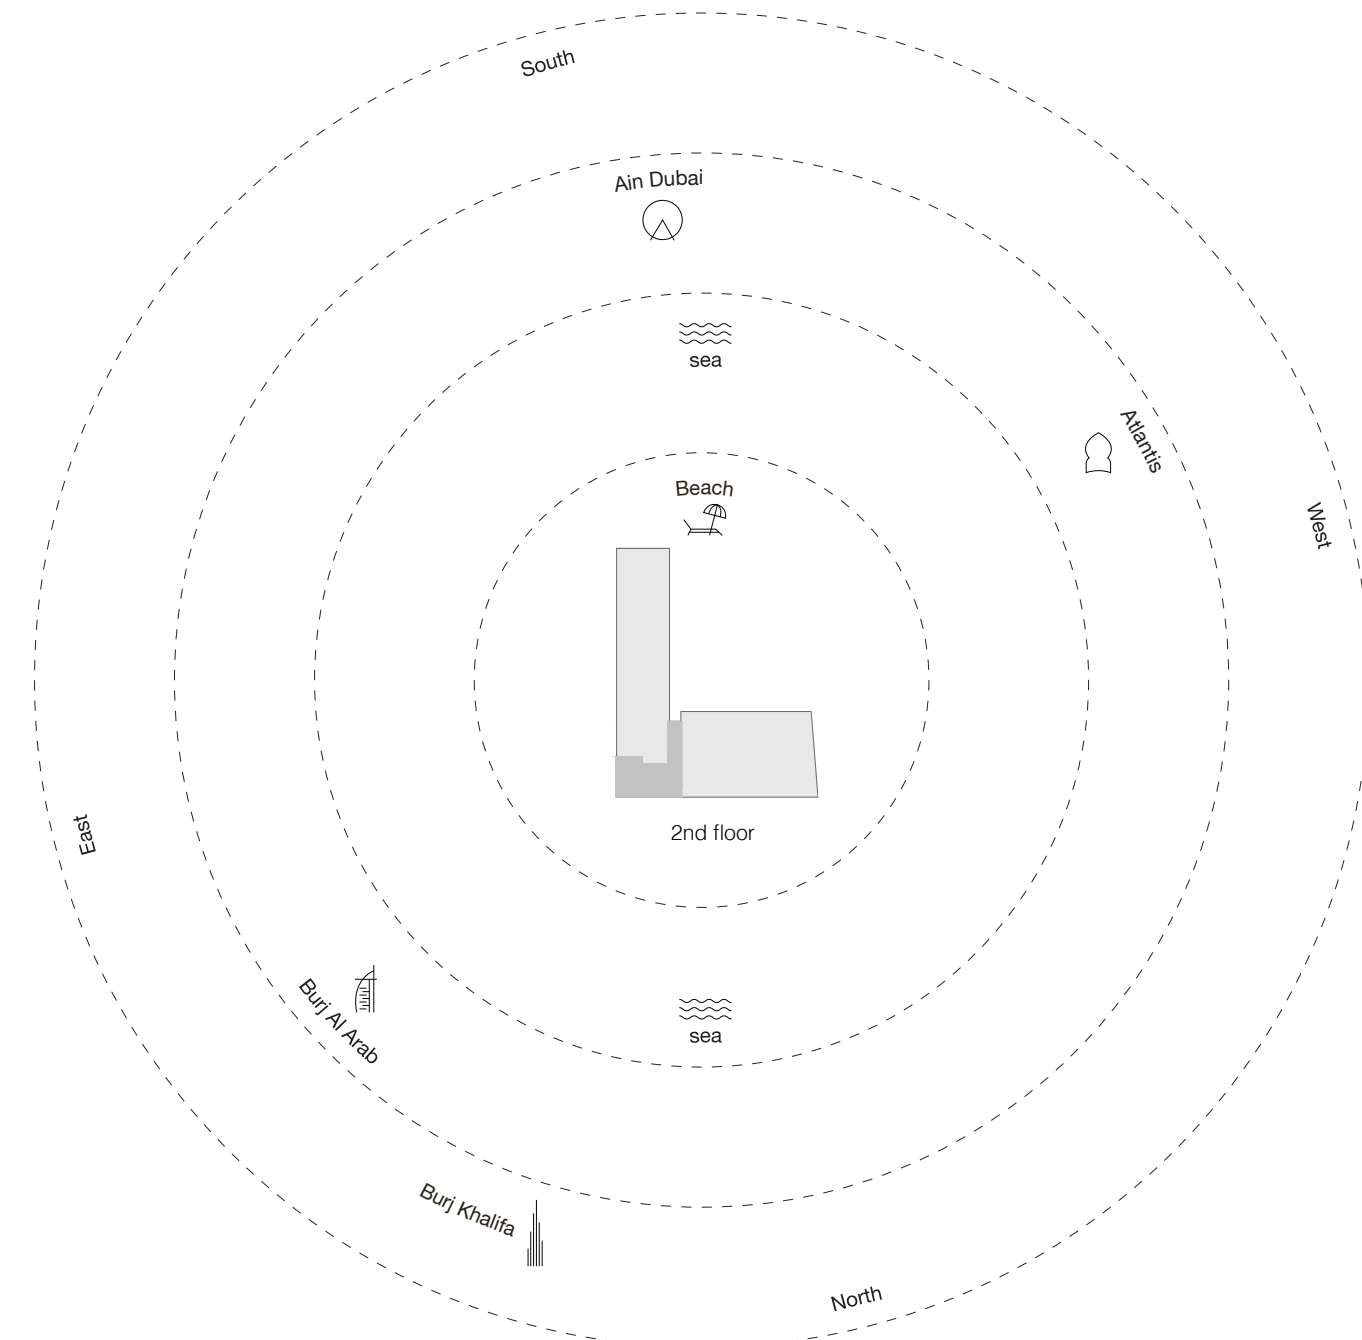 South
Ain Dubai
sea
Atlantis
Beach
West
2nd floor
East
Burj Al Arab
sea
Burj Khalifa
North